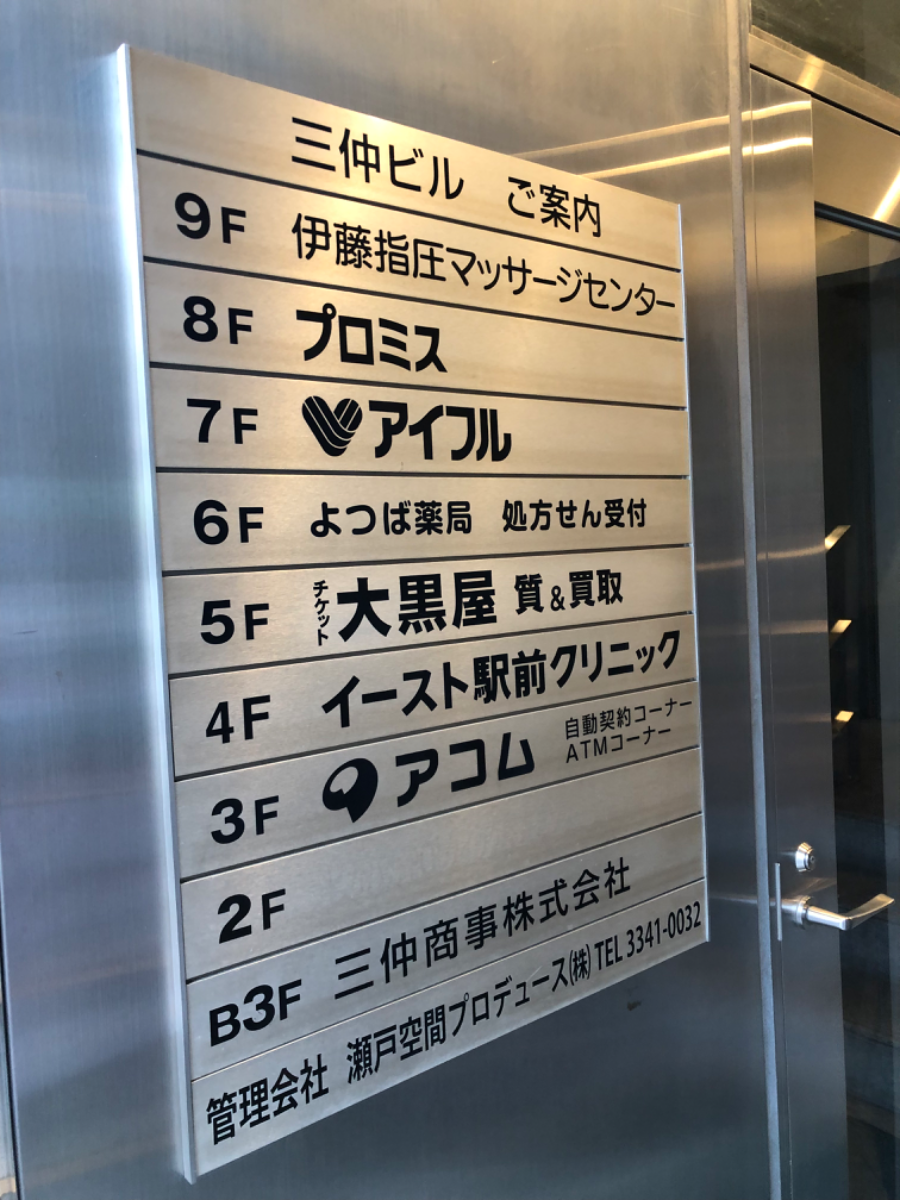 三仲ビル ご案内
9F 伊藤指圧マッサージセンター
8F プロミス
7F アイフル
6F よつば薬局 処方せん受付
5F チケット 大黒屋 質&買取
4F イースト駅前クリニック
3F アコム 自動契約コーナー
ATMコーナー
2F
B3F 三仲商事株式会社
管理会社 瀬戸空間プロデュース(株) TEL 3341-0032